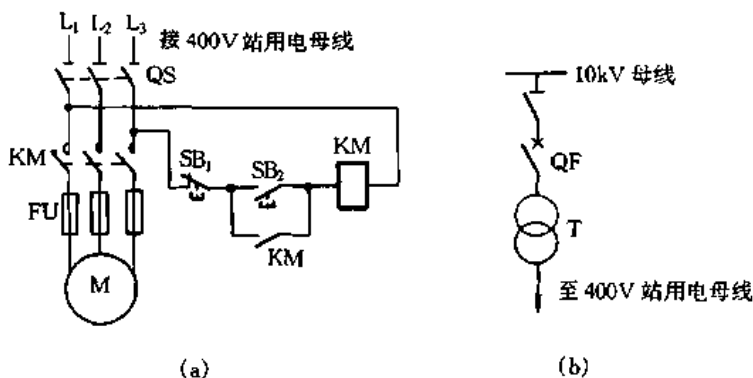 L₁ L₂ L₃
接 400V 站用电母线
QS
KM
SB₁
SB₂
KM
FU
KM
M
(a)
10kV 母线
QF
T
至 400V 站用电母线
(b)